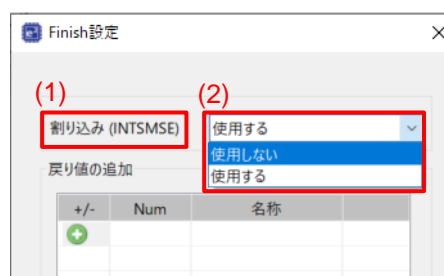 Finish設定
(1)
(2)
割り込み (INTSMSE)
使用する
使用しない
使用する
戻り値の追加
+/-
Num
名称